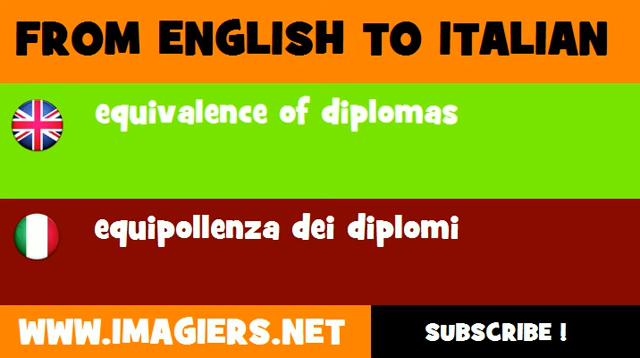 FROM ENGLISH TO ITALIAN
equivalence of diplomas
equipollenza dei diplomi
WWW.IMAGIERS.NET
SUBSCRIBE !